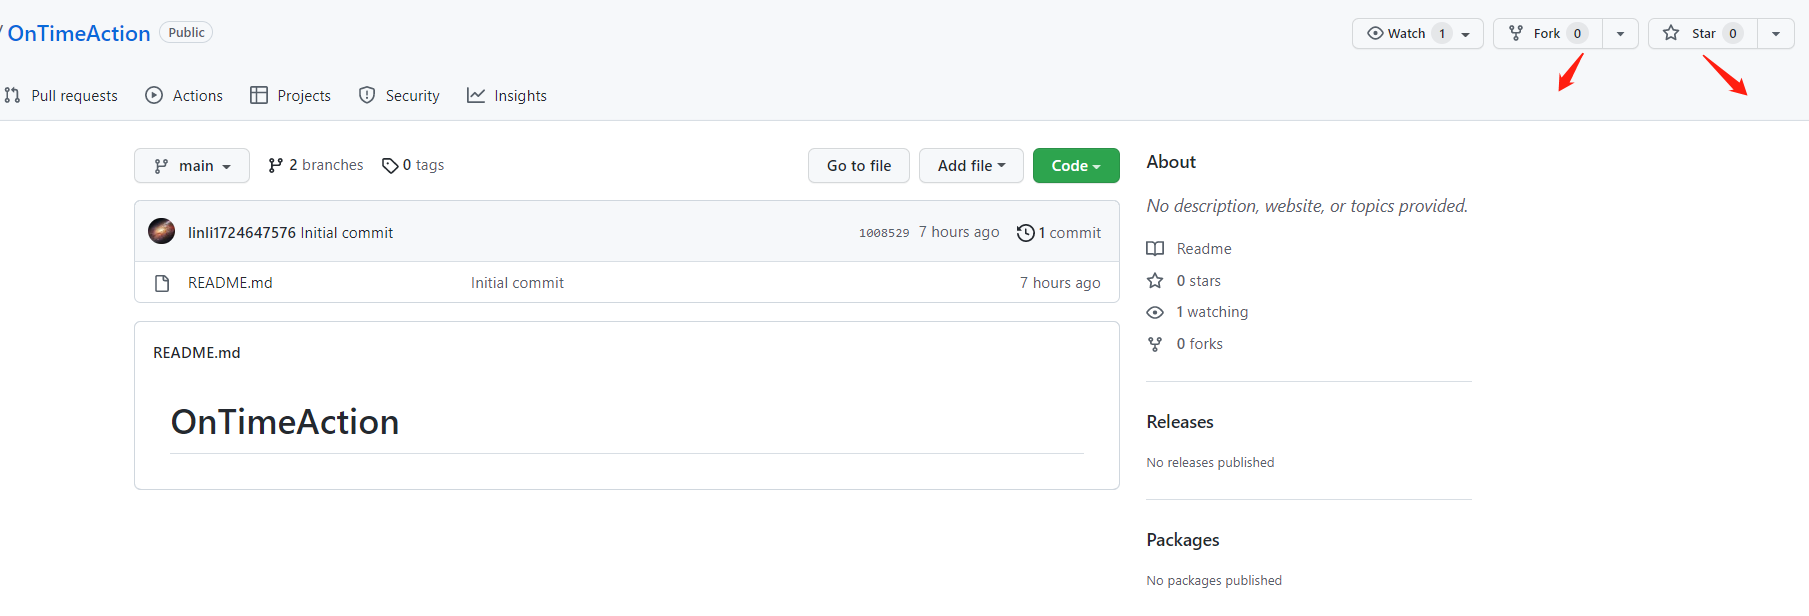 / OnTimeAction Public Watch 1 Fork 0 Star 0
Pull requests Actions Projects Security Insights
main 2 branches 0 tags Go to file Add file Code
About
No description, website, or topics provided.
linli1724647576 Initial commit 1008529 7 hours ago 1 commit
Readme
README.md Initial commit 7 hours ago
0 stars
1 watching
0 forks
README.md
OnTimeAction
Releases
No releases published
Packages
No packages published